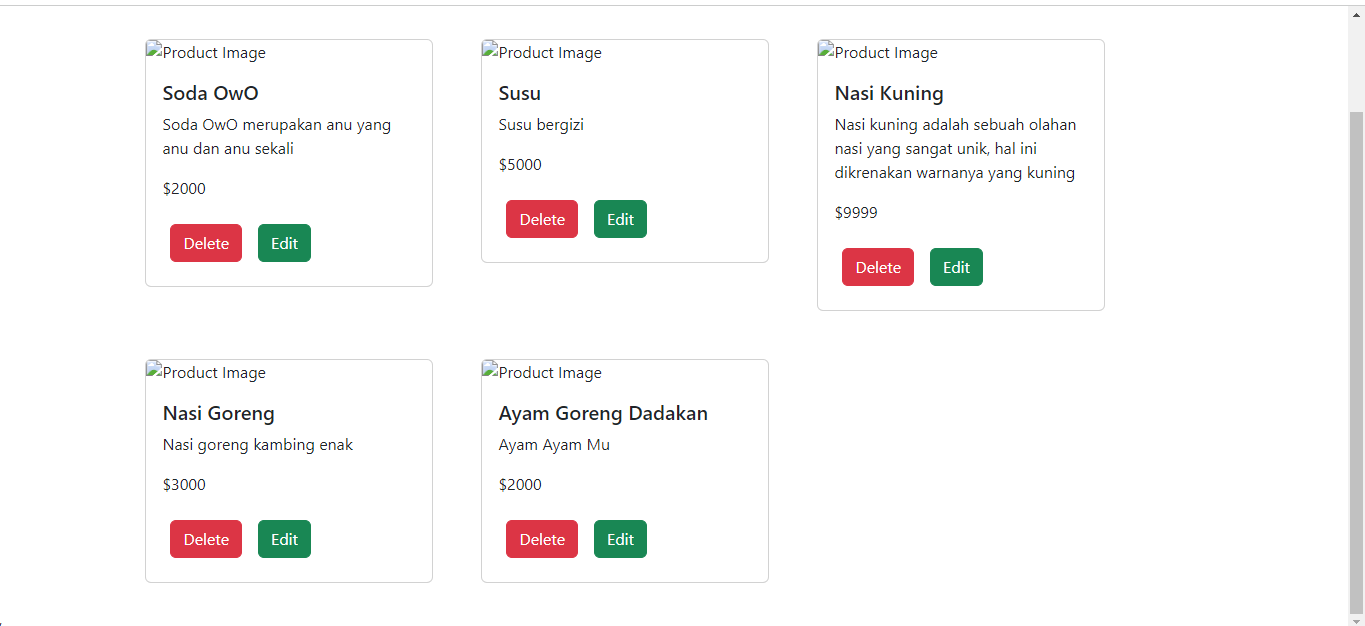 Product Image
Soda OwO
Soda OwO merupakan anu yang
anu dan anu sekali
$2000
Delete
Edit
Product Image
Susu
Susu bergizi
$5000
Delete
Edit
Product Image
Nasi Kuning
Nasi kuning adalah sebuah olahan
nasi yang sangat unik, hal ini
dikrenakan warnanya yang kuning
$9999
Delete
Edit
Product Image
Nasi Goreng
Nasi goreng kambing enak
$3000
Delete
Edit
Product Image
Ayam Goreng Dadakan
Ayam Ayam Mu
$2000
Delete
Edit